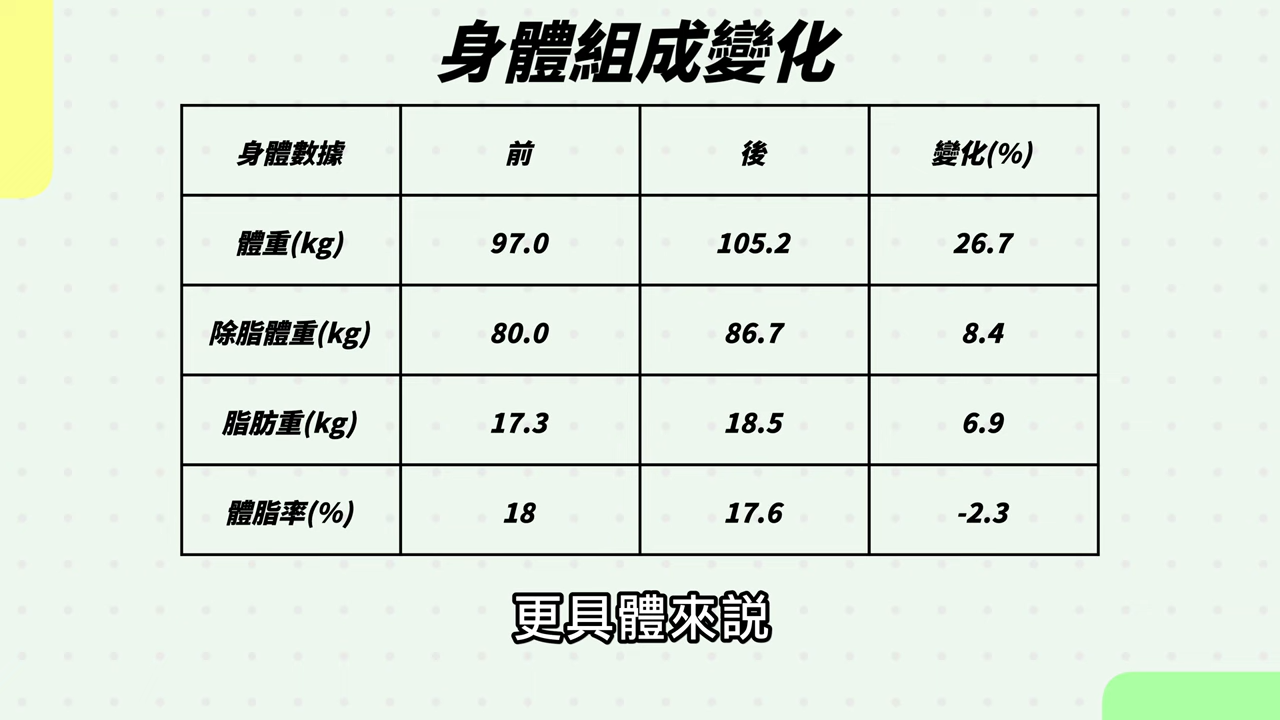 身體組成變化
身體數據 前 後 變化(%)
體重(kg) 97.0 105.2 26.7
除脂體重(kg) 80.0 86.7 8.4
脂肪重(kg) 17.3 18.5 6.9
體脂率(%) 18 17.6 -2.3
更具體來説